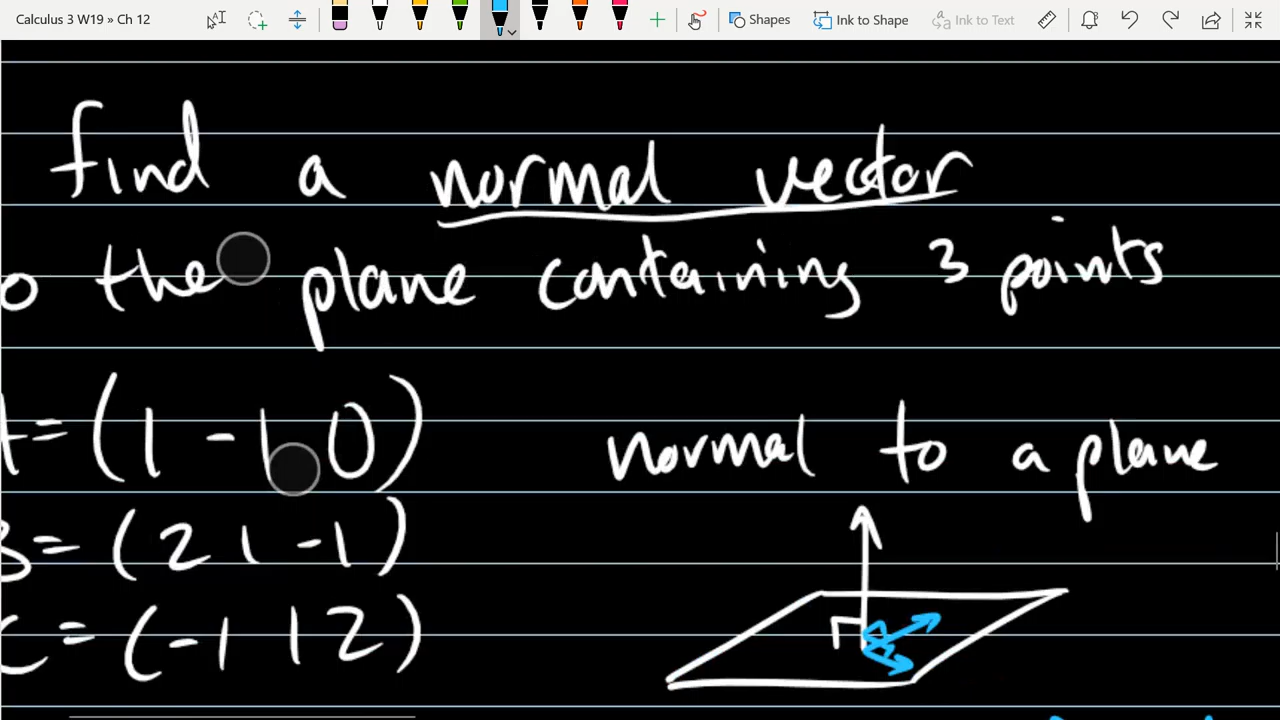 Calculus 3 W19 » Ch 12
Shapes
Ink to Shape
Ink to Text
find a normal vector
o the plane containing 3 points
A = (1 -1 0)
normal to a plane
B = (2 1 -1)
C = (-1 1 2)